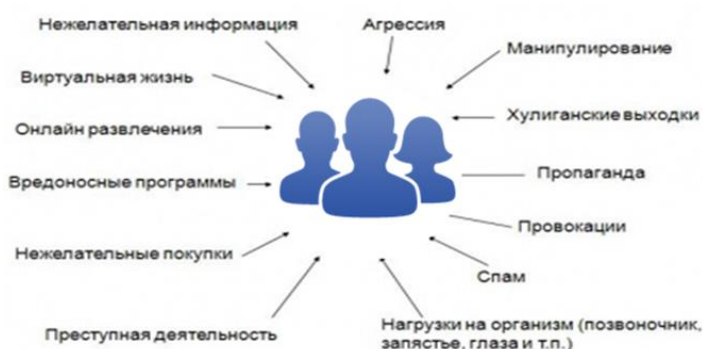 Нежелательная информация
Агрессия
Манипулирование
Виртуальная жизнь
Хулиганские выходки
Онлайн развлечения
Пропаганда
Вредоносные программы
Провокации
Нежелательные покупки
Спам
Преступная деятельность
Нагрузки на организм (позвоночник,
запястье, глаза и т.п.)